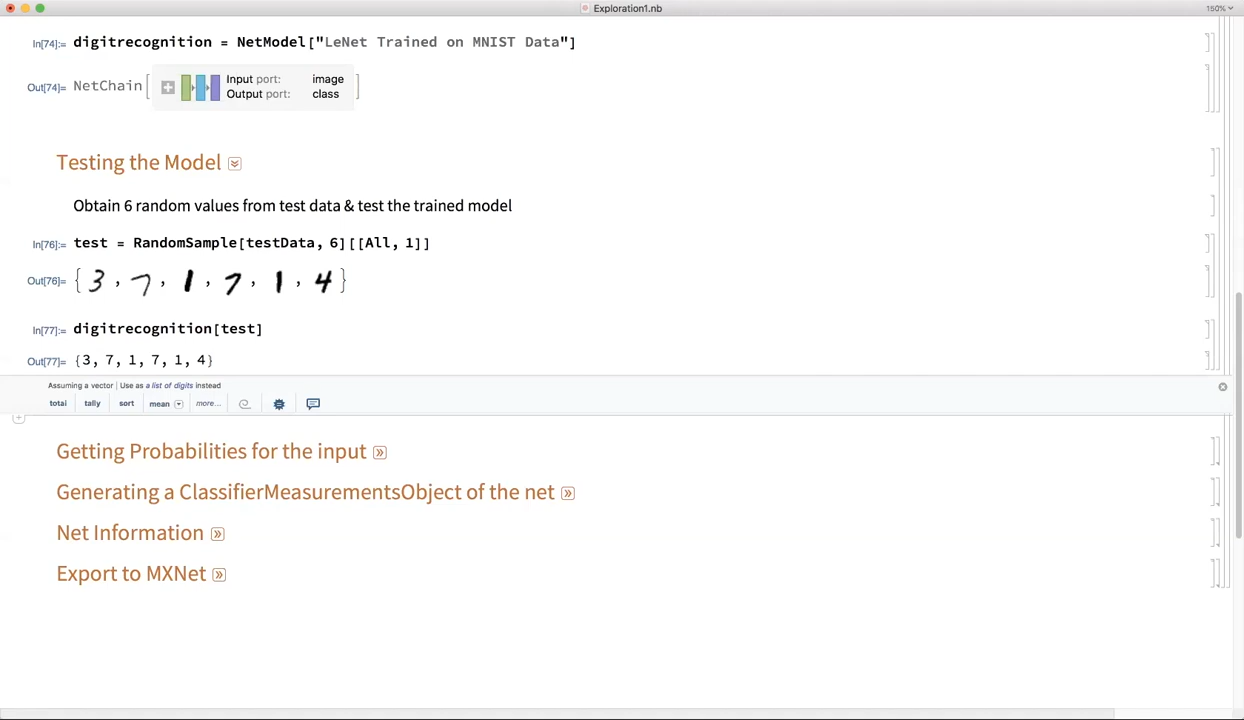 Exploration1.nb
150%
In[74]:= digitrecognition = NetModel["LeNet Trained on MNIST Data"]
Out[74]= NetChain[ Input port: image
Output port: class ]
Testing the Model
Obtain 6 random values from test data & test the trained model
In[76]:= test = RandomSample[testData, 6][[All, 1]]
Out[76]= {3, 7, 1, 7, 1, 4}
In[77]:= digitrecognition[test]
Out[77]= {3, 7, 1, 7, 1, 4}
Assuming a vector | Use as a list of digits instead
total tally sort mean more...
Getting Probabilities for the input
Generating a ClassifierMeasurementsObject of the net
Net Information
Export to MXNet